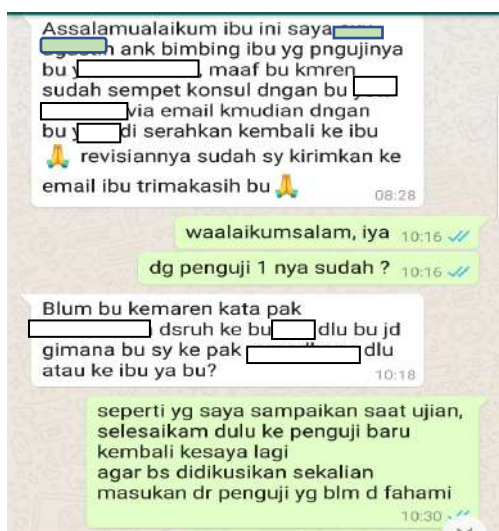 Assalamualaikum ibu ini saya
ank bimbing ibu yg pngujinya
bu , maaf bu kmren
sudah sempet konsul dngan bu
via email kmudian dngan
bu di serahkan kembali ke ibu
🙏 revisiannya sudah sy kirimkan ke
email ibu trimakasih bu 🙏
08:28
waalaikumsalam, iya 10:16
dg penguji 1 nya sudah ? 10:16
Blum bu kemaren kata pak
dsruh ke bu dlu bu jd
gimana bu sy ke pak dlu
atau ke ibu ya bu?
10:18
seperti yg saya sampaikan saat ujian,
selesaikam dulu ke penguji baru
kembali kesaya lagi
agar bs didikusikan sekalian
masukan dr penguji yg blm d fahami
10:30